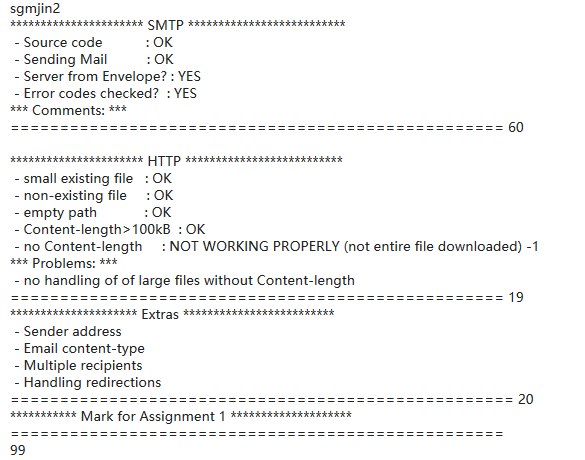 sgmjin2
********************** SMTP **************************
- Source code : OK
- Sending Mail : OK
- Server from Envelope? : YES
- Error codes checked? : YES
*** Comments: ***
================================================== 60
********************** HTTP **************************
- small existing file : OK
- non-existing file : OK
- empty path : OK
- Content-length>100kB : OK
- no Content-length : NOT WORKING PROPERLY (not entire file downloaded) -1
*** Problems: ***
- no handling of of large files without Content-length
================================================== 19
********************* Extras *************************
- Sender address
- Email content-type
- Multiple recipients
- Handling redirections
=================================================== 20
*********** Mark for Assignment 1 ********************
==================================================
99